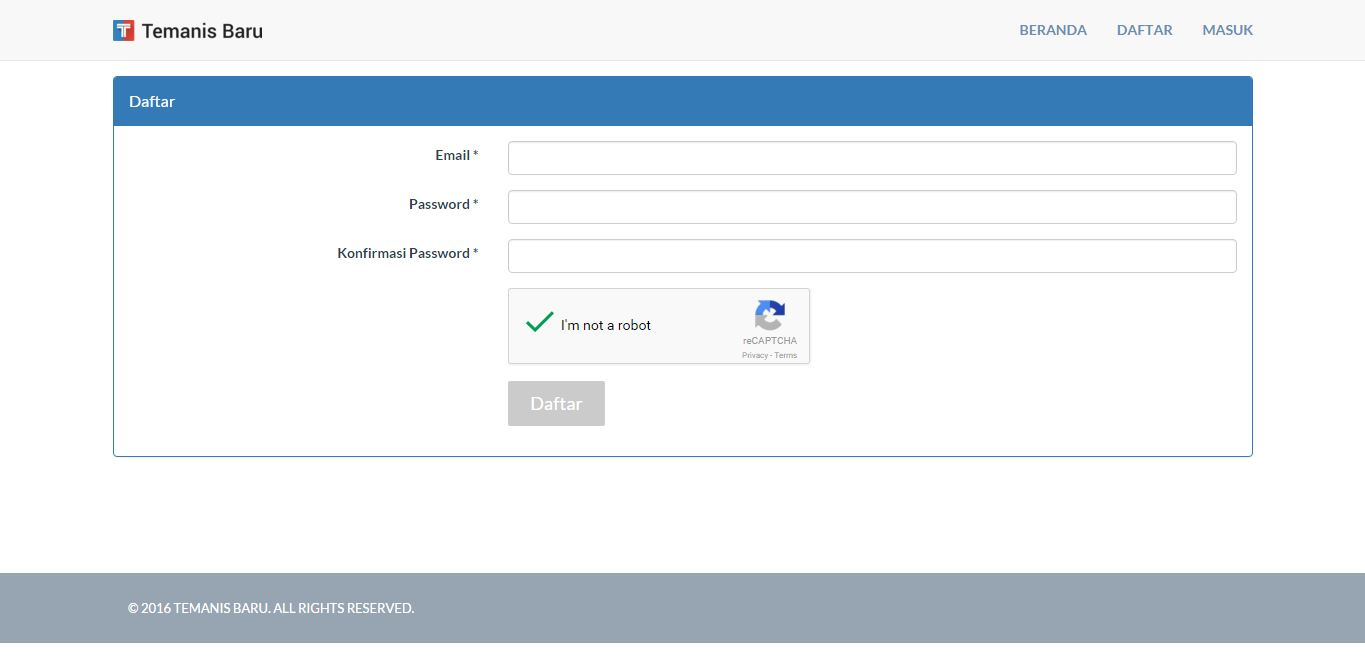 Temanis Baru
BERANDA DAFTAR MASUK
Daftar
Email *
Password *
Konfirmasi Password *
I'm not a robot
reCAPTCHA
Privacy - Terms
Daftar
© 2016 TEMANIS BARU. ALL RIGHTS RESERVED.